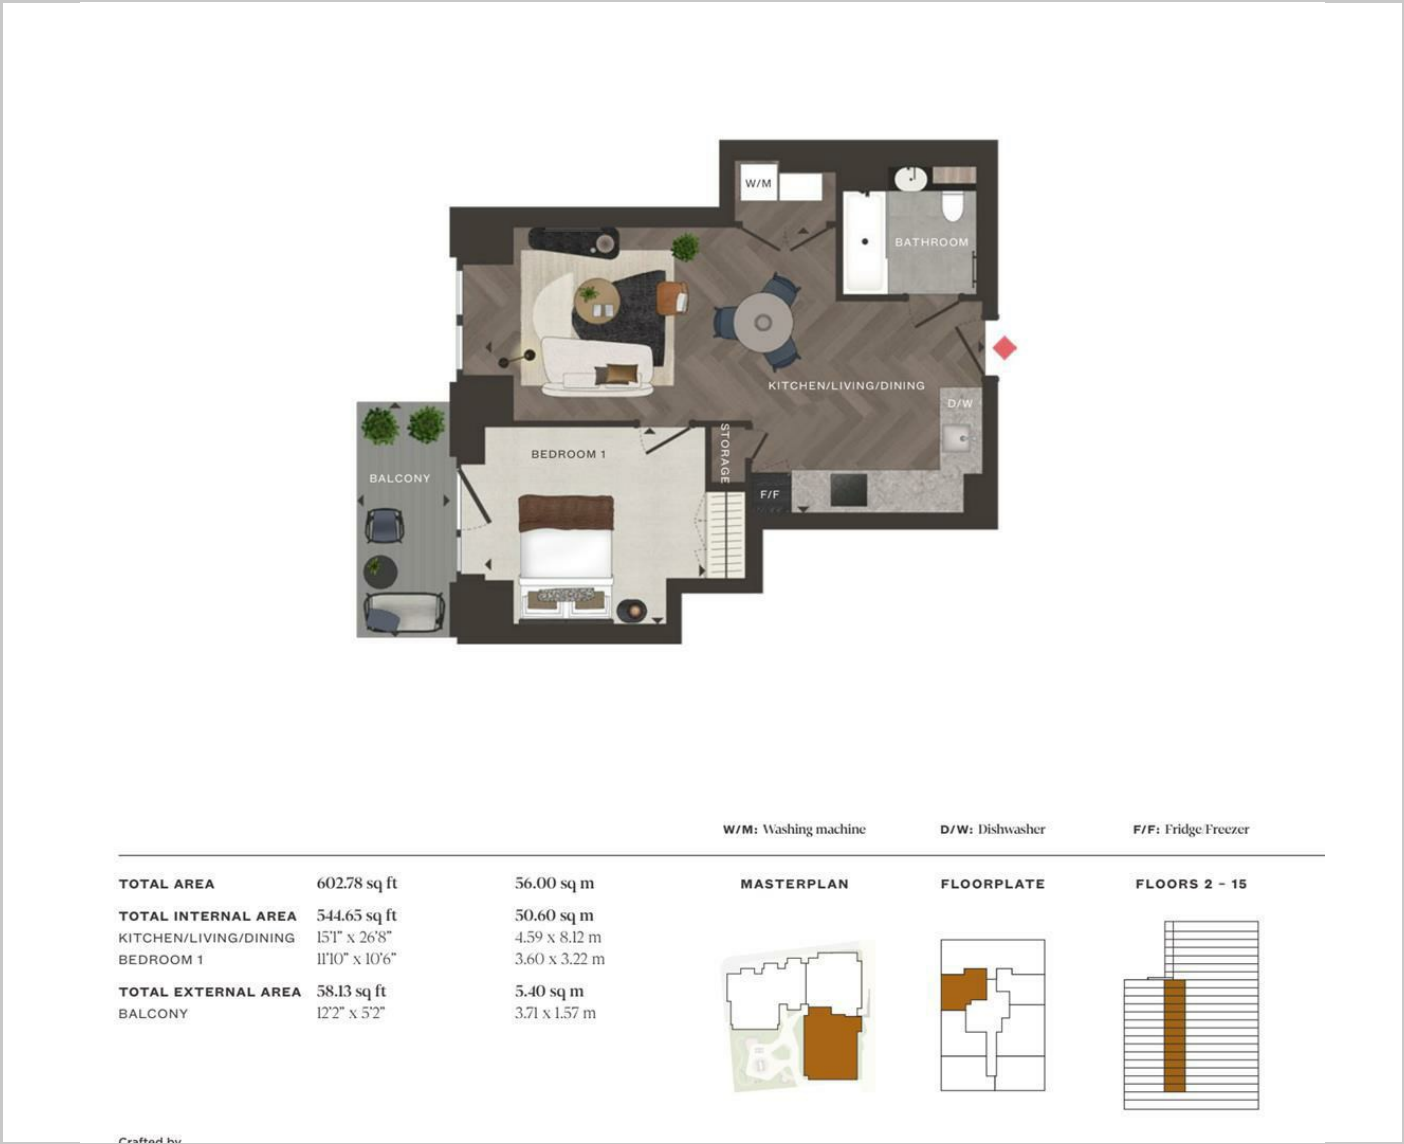 W/M
BATHROOM
KITCHEN/LIVING/DINING
D/W
STORAGE
BEDROOM 1
BALCONY
F/F
W/M: Washing machine
D/W: Dishwasher
F/F: Fridge/Freezer
TOTAL AREA 602.78 sq ft 56.00 sq m
TOTAL INTERNAL AREA 544.65 sq ft 50.60 sq m
KITCHEN/LIVING/DINING 15'1" x 26'8" 4.59 x 8.12 m
BEDROOM 1 11'10" x 10'6" 3.60 x 3.22 m
TOTAL EXTERNAL AREA 58.13 sq ft 5.40 sq m
BALCONY 12'2" x 5'2" 3.71 x 1.57 m
MASTERPLAN
FLOORPLATE
FLOORS 2 – 15
Crafted by